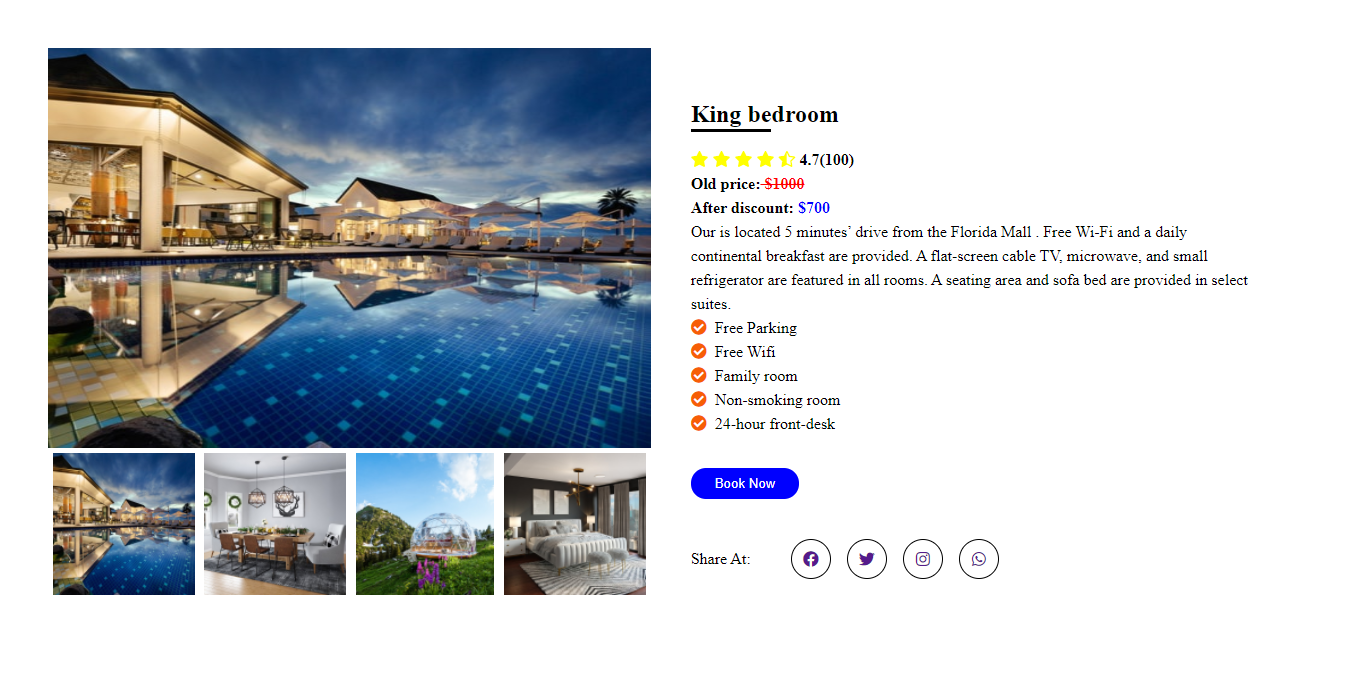 King bedroom
4.7(100)
Old price: $1000
After discount: $700
Our is located 5 minutes’ drive from the Florida Mall . Free Wi-Fi and a daily
continental breakfast are provided. A flat-screen cable TV, microwave, and small
refrigerator are featured in all rooms. A seating area and sofa bed are provided in select
suites.
Free Parking
Free Wifi
Family room
Non-smoking room
24-hour front-desk
Book Now
Share At: